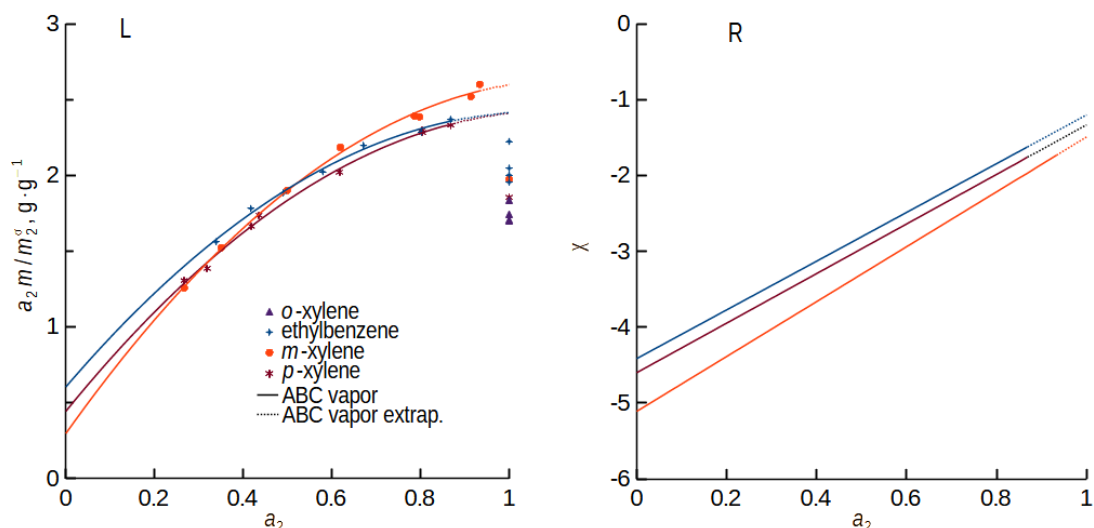 L
3
2
1
0
a₂ m / m₂^σ , g·g⁻¹
o-xylene
ethylbenzene
m-xylene
p-xylene
ABC vapor
ABC vapor extrap.
0 0.2 0.4 0.6 0.8 1
a₂
R
-0
-1
-2
-3
-4
-5
-6
χ
0 0.2 0.4 0.6 0.8 1
a₂